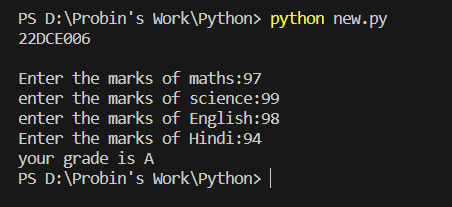 PS D:\Probin's Work\Python> python new.py
22DCE006
Enter the marks of maths:97
enter the marks of science:99
enter the marks of English:98
Enter the marks of Hindi:94
your grade is A
PS D:\Probin's Work\Python>